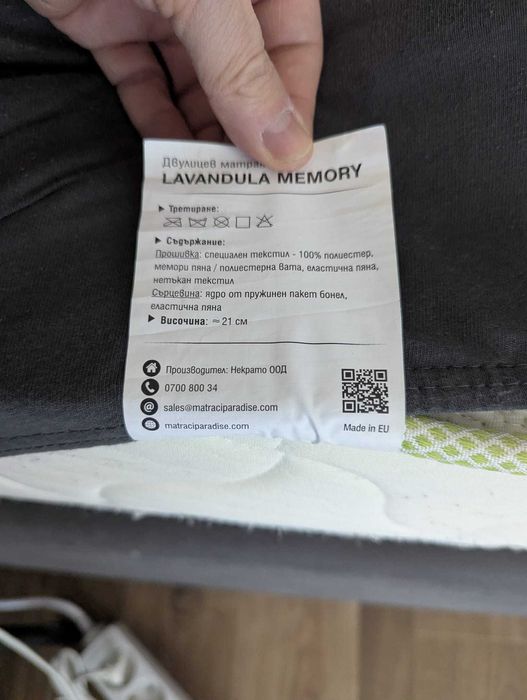 Двулицев
LAVANDULA MEMORY
► Третиране:
► Съдържание:
Прошивка: специален текстил - 100% полиестер,
мемори пяна / полиестерна вата, еластична пяна,
нетъкан текстил
Сърцевина: ядро от пружинен пакет бонел,
еластична пяна
► Височина: ≈ 21 см
Производител: Некрато ООД
0700 800 34
sales@matraciparadise.com
matraciparadise.com
Made in EU